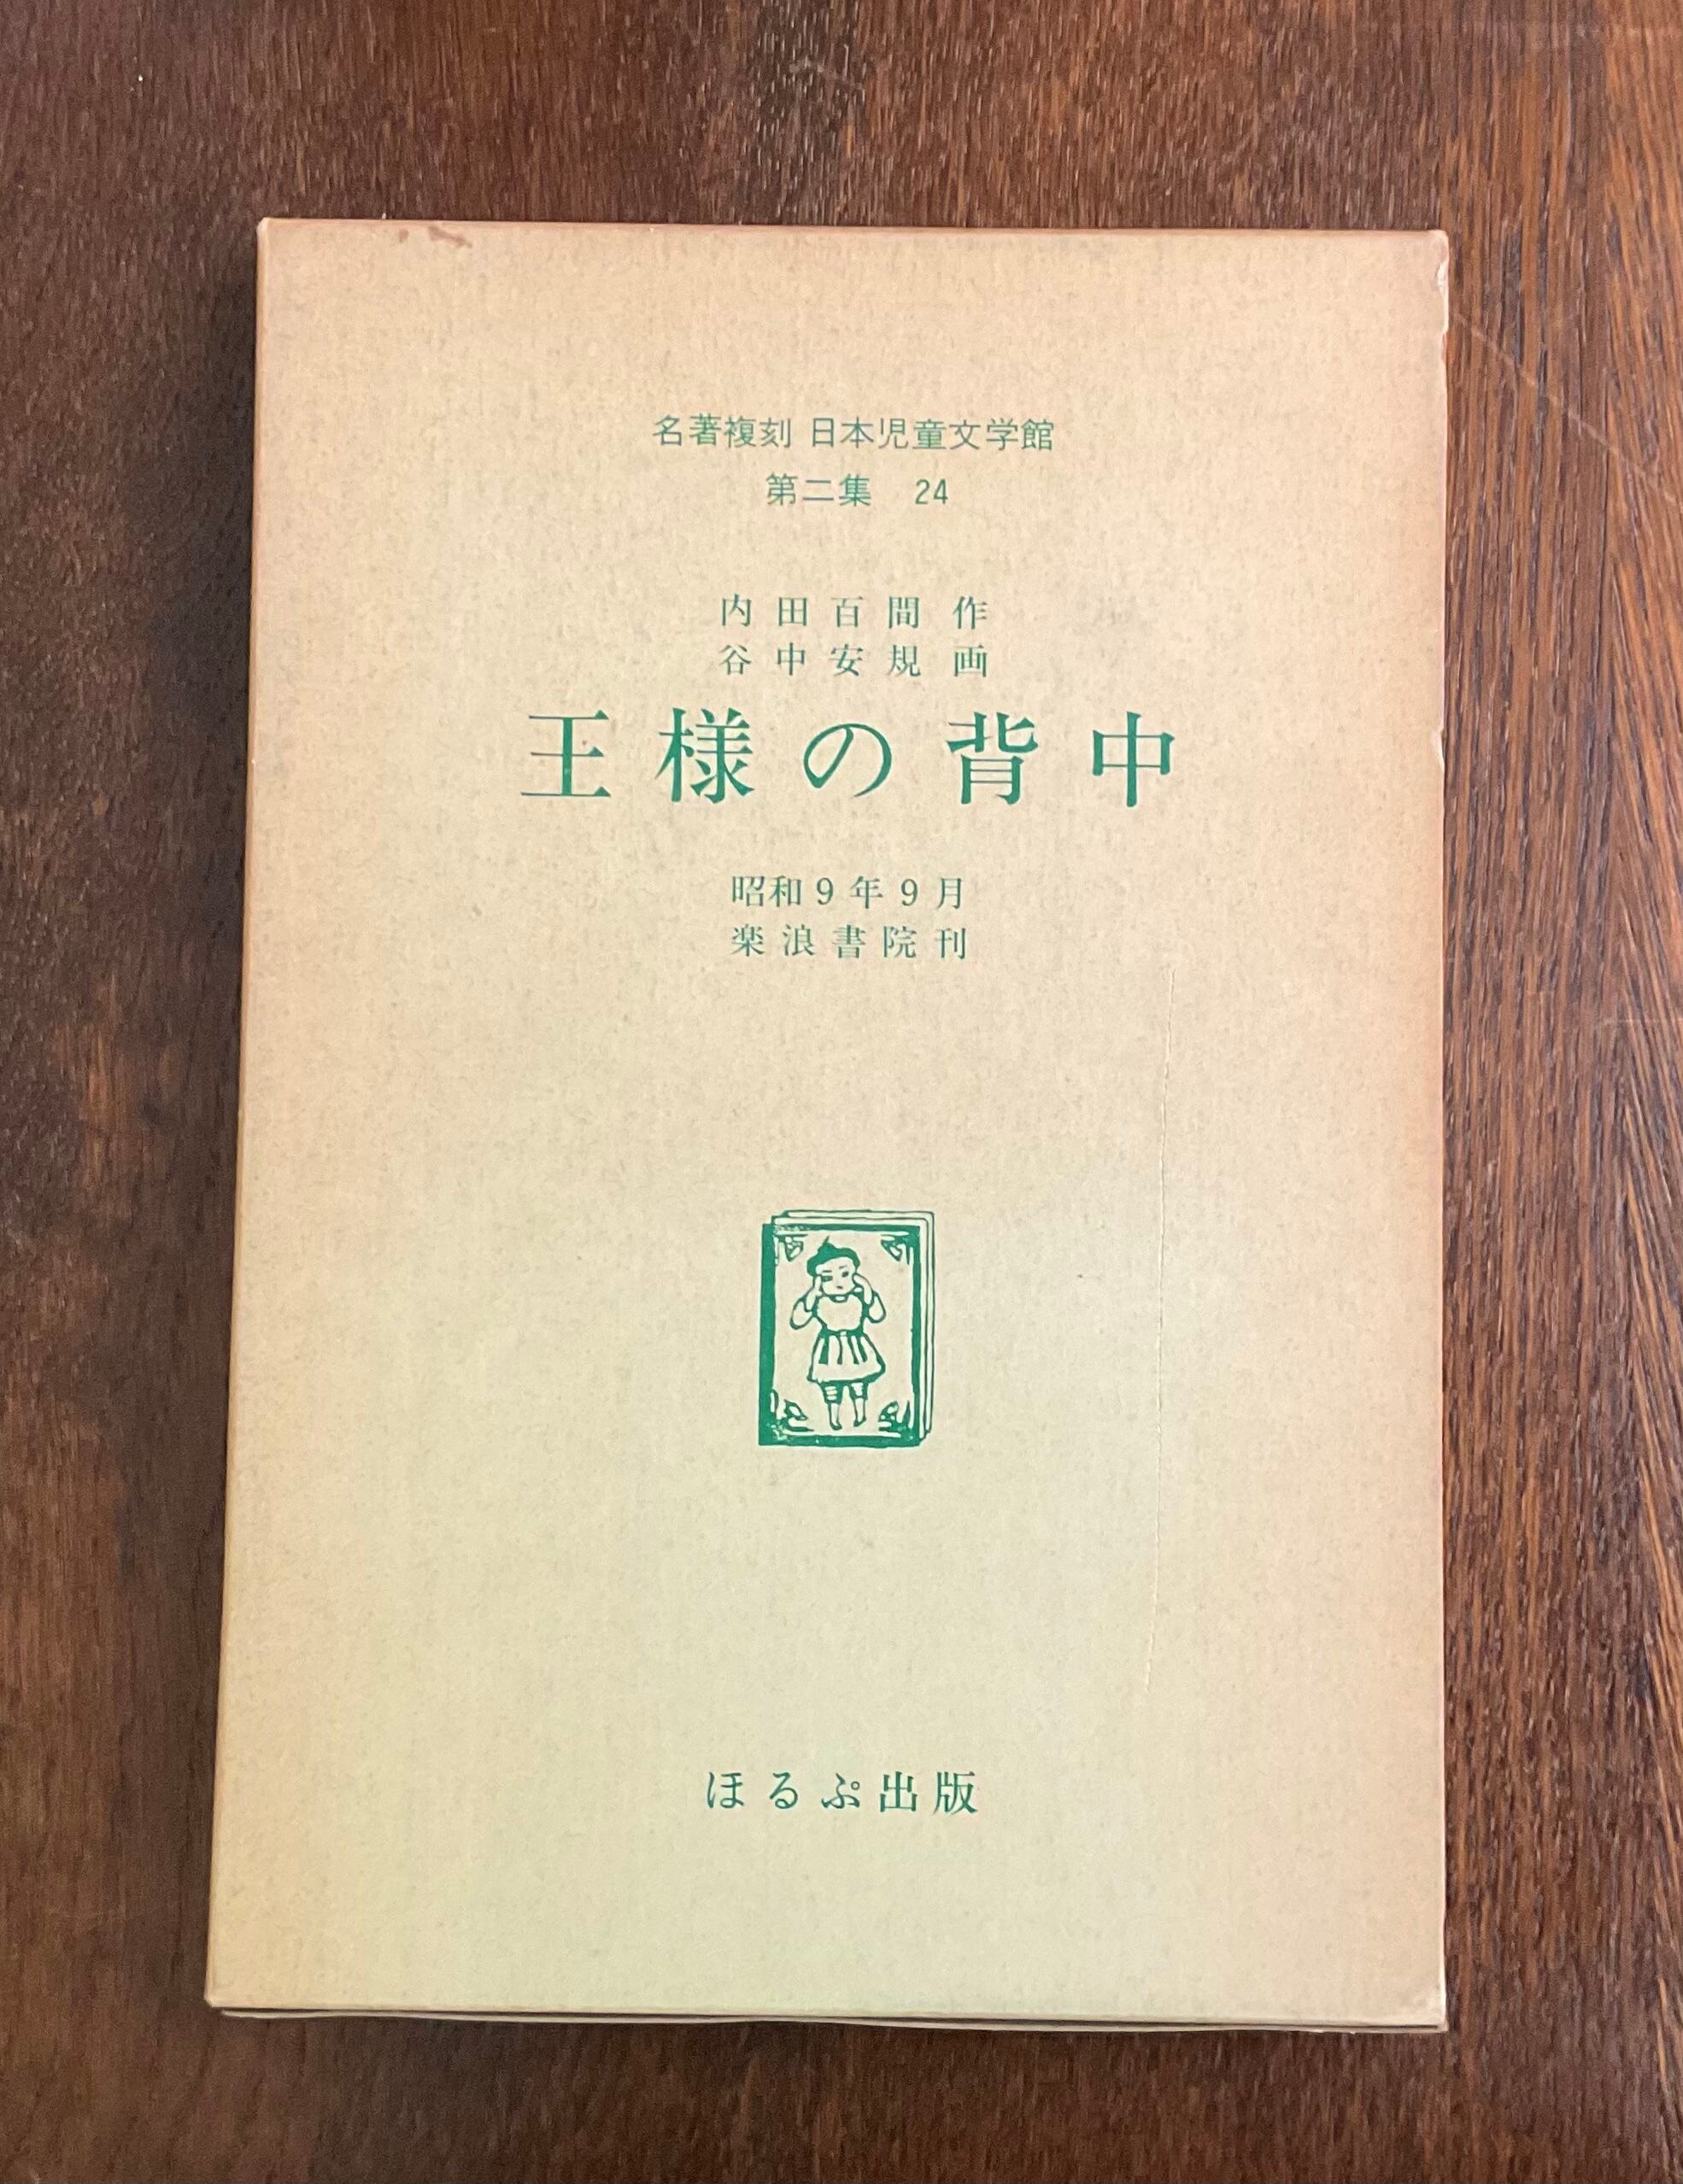 名著複刻 日本児童文学館
第二集 24
内田百間 作
谷中安規 画
王様の背中
昭和9年9月
楽浪書院刊
ほるぷ出版